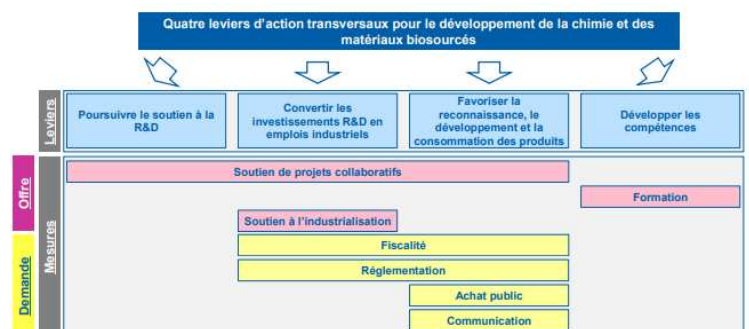 Quatre leviers d'action transversaux pour le développement de la chimie et des
matériaux biosourcés
Leviers
Poursuivre le soutien à la
R&D
Convertir les
investissements R&D en
emplois industriels
Favoriser la
reconnaissance, le
développement et la
consommation des produits
Développer les
compétences
Offre
Mesures
Soutien de projets collaboratifs
Formation
Soutien à l'industrialisation
Demande
Fiscalité
Réglementation
Achat public
Communication